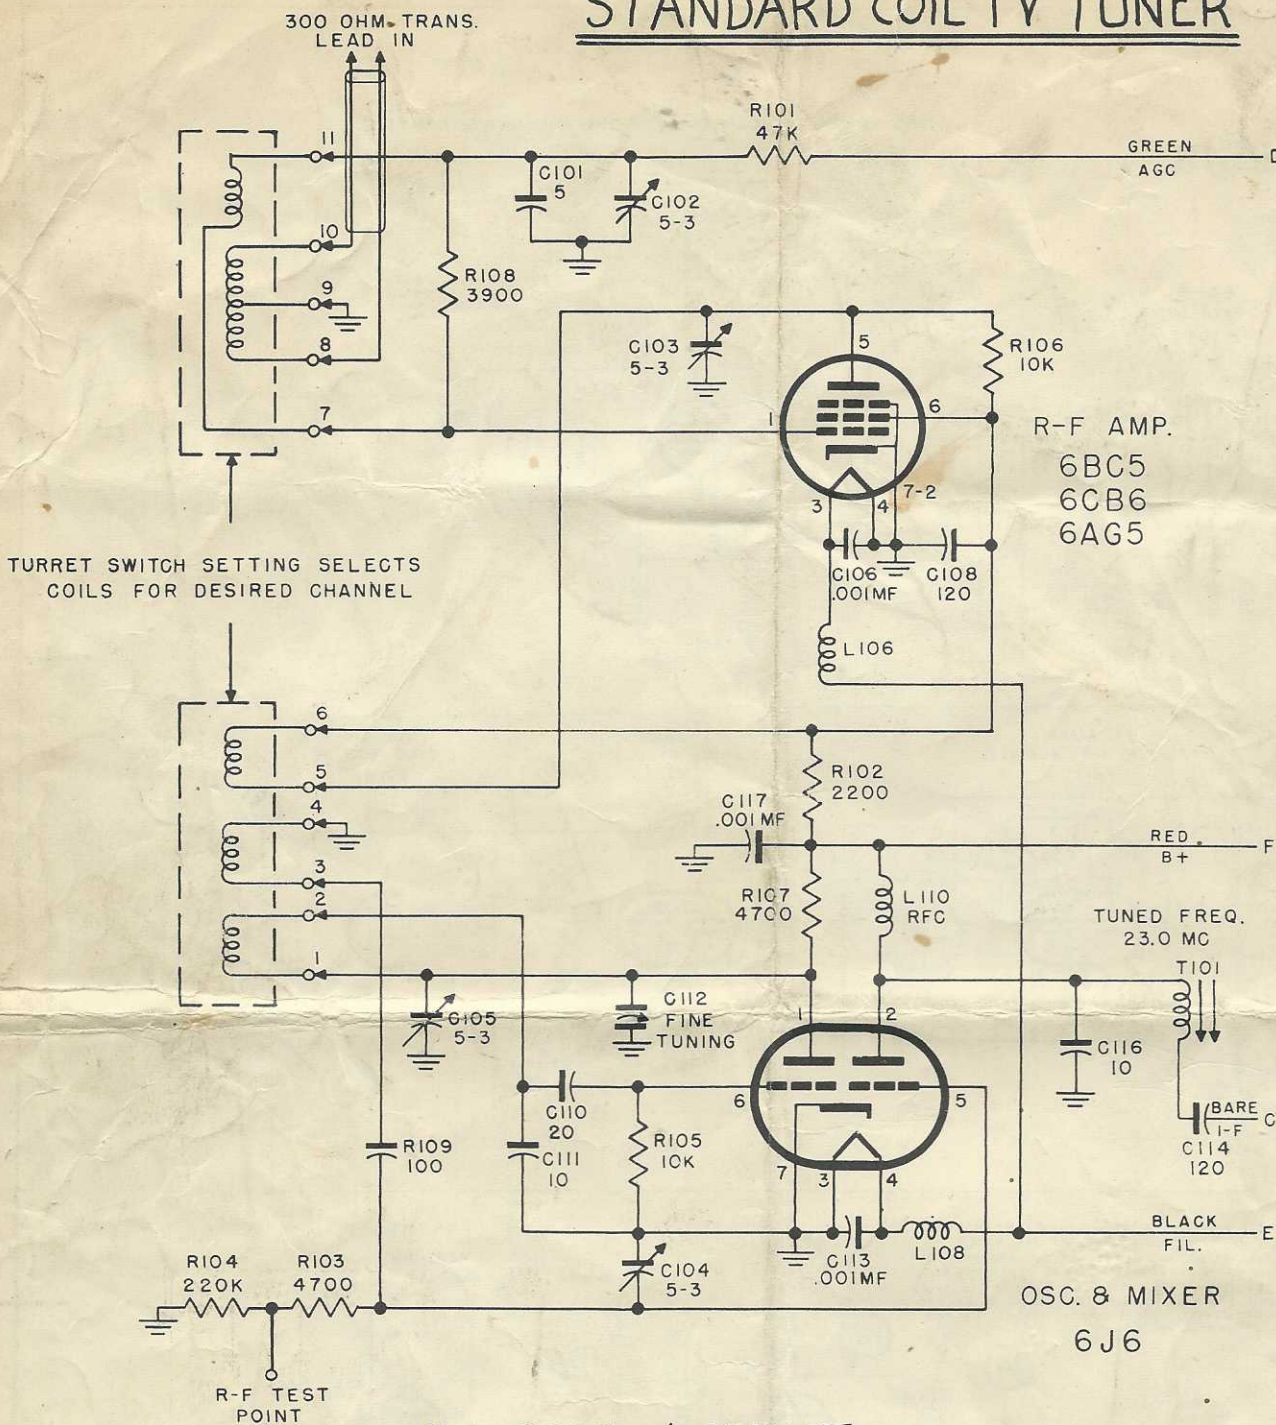 STANDARD COIL TV TUNER
300 OHM TRANS.
LEAD IN
11
10
9
8
7
R101
47K
GREEN
AGC
C101
5
C102
5-3
R108
3900
C103
5-3
5
1
6
3
4
7-2
R106
10K
R-F AMP.
6BC5
6CB6
6AG5
C106
.001MF
C108
120
L106
TURRET SWITCH SETTING SELECTS
COILS FOR DESIRED CHANNEL
6
5
4
3
2
1
R102
2200
C117
.001MF
RED
B+
F
R107
4700
L110
RFC
TUNED FREQ.
23.0 MC
T101
C105
5-3
C112
FINE
TUNING
1
2
C116
10
6
5
C110
20
C111
10
R105
10K
R109
100
7
3
4
BARE
I-F
C
C114
120
C113
.001MF
L108
BLACK
FIL.
E
R104
220K
R103
4700
C104
5-3
OSC. & MIXER
6J6
R-F TEST
POINT